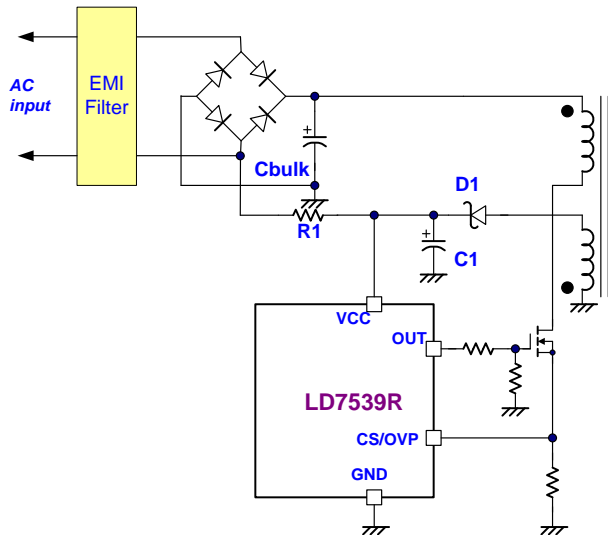 AC
input
EMI
Filter
+
Cbulk
R1
D1
+
C1
VCC
OUT
LD7539R
CS/OVP
GND